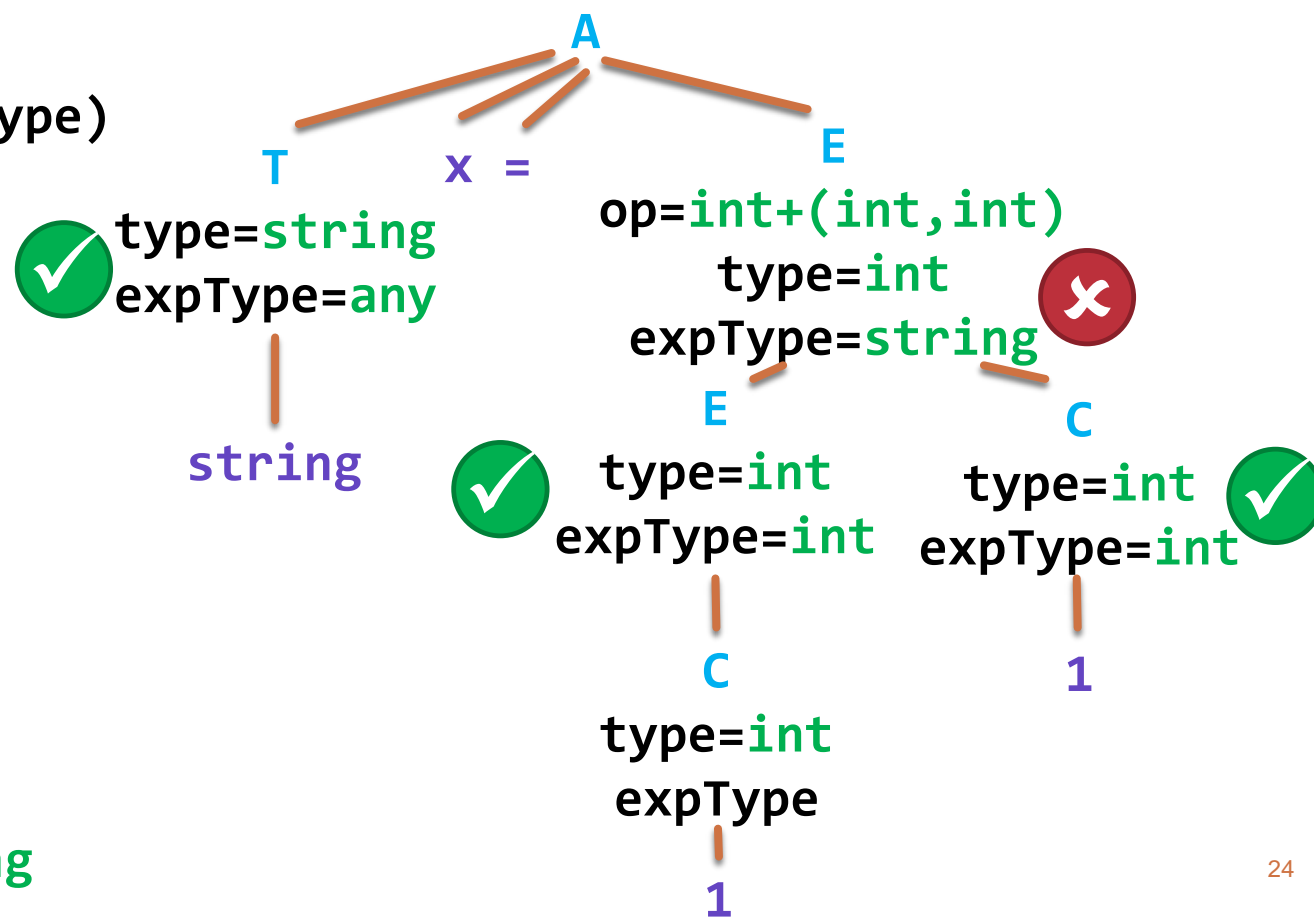 A
ype)
T x = E
type=string
expType=any
op=int+(int,int)
type=int
expType=string
string
E
type=int
expType=int
C
type=int
expType=int
C
type=int
expType
1
1
g
24